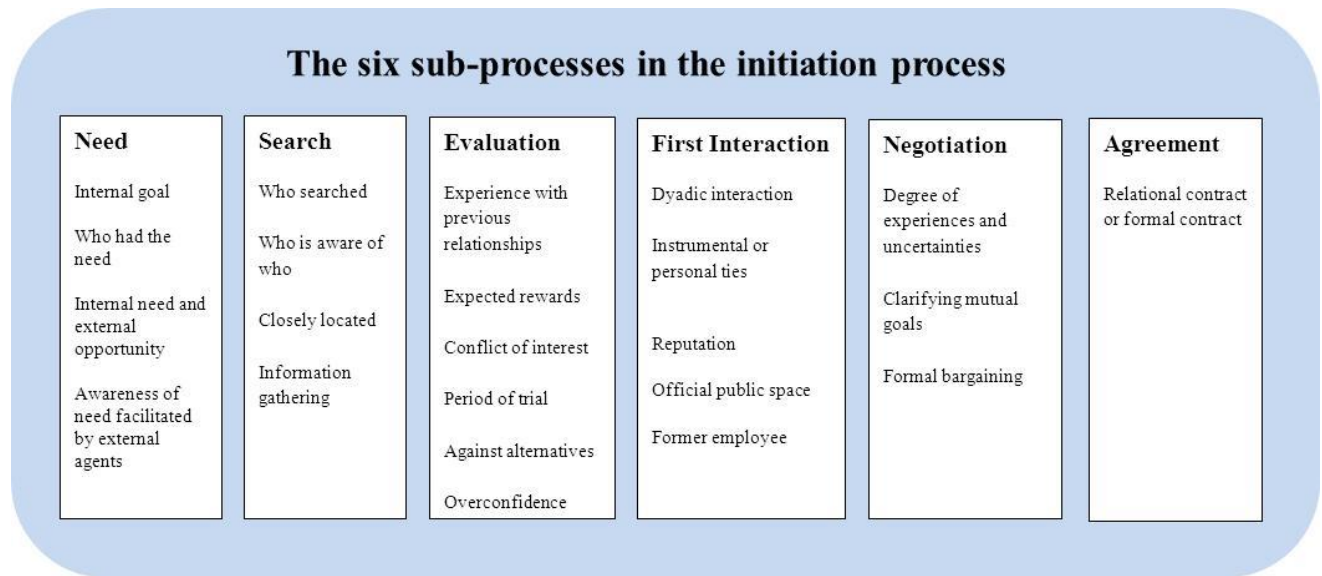 The six sub-processes in the initiation process
Need
Internal goal
Who had the
need
Internal need and
external
opportunity
Awareness of
need facilitated
by external
agents
Search
Who searched
Who is aware of
who
Closely located
Information
gathering
Evaluation
Experience with
previous
relationships
Expected rewards
Conflict of interest
Period of trial
Against alternatives
Overconfidence
First Interaction
Dyadic interaction
Instrumental or
personal ties
Reputation
Official public space
Former employee
Negotiation
Degree of
experiences and
uncertainties
Clarifying mutual
goals
Formal bargaining
Agreement
Relational contract
or formal contract